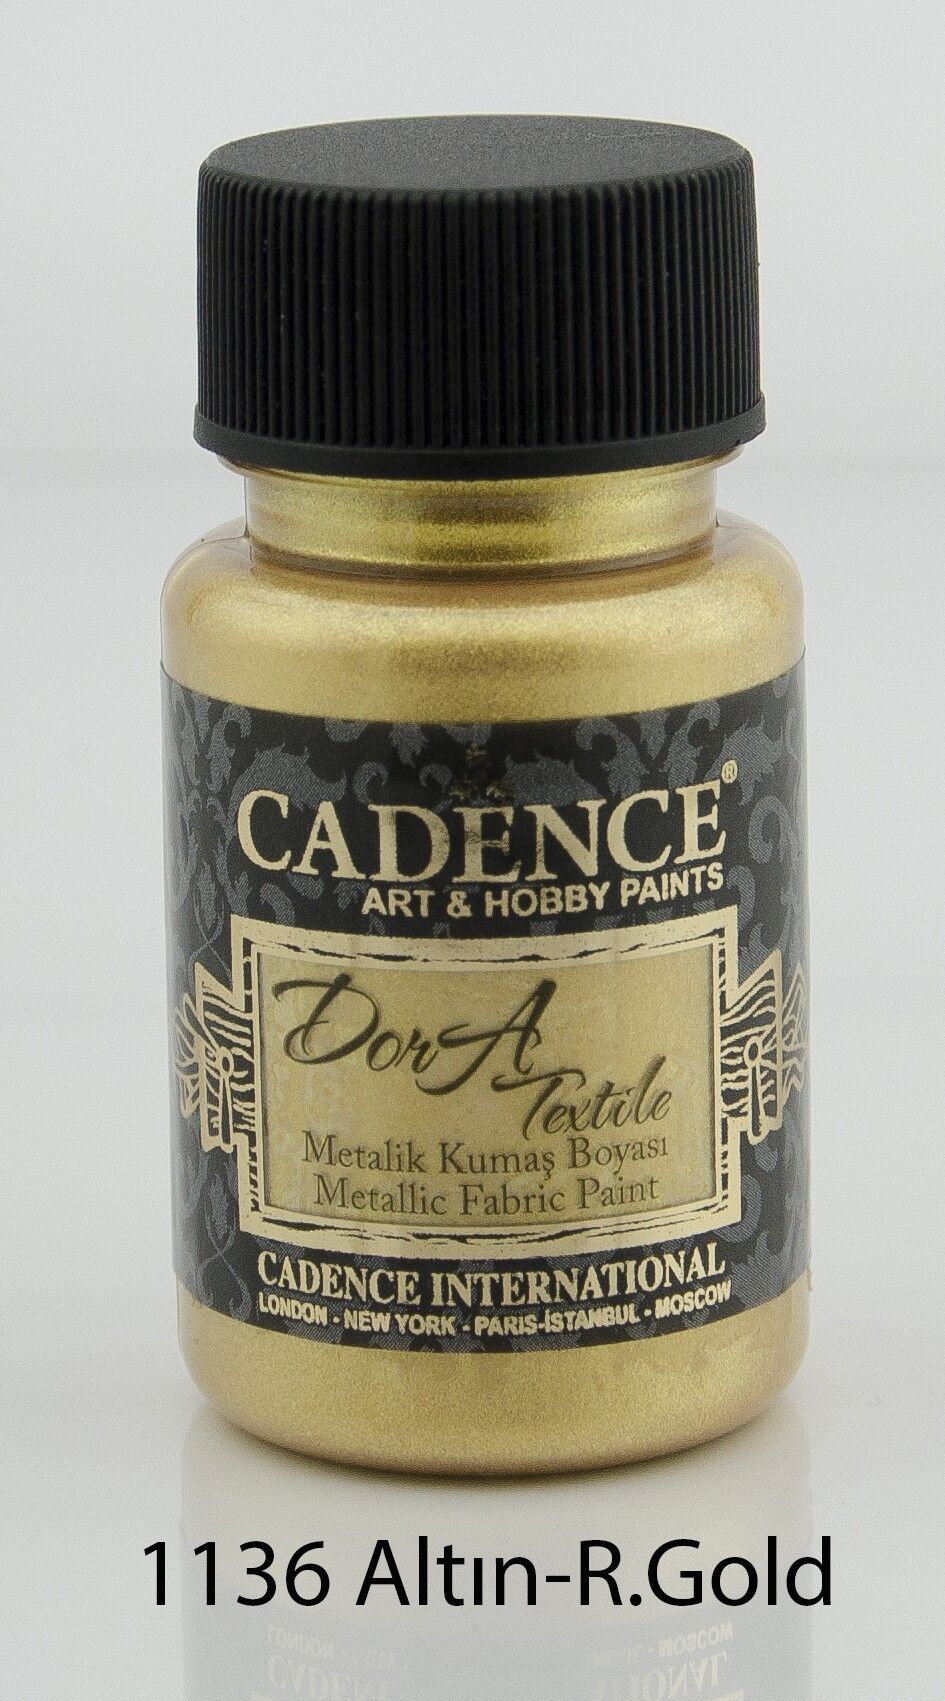 CADENCE®
ART & HOBBY PAINTS
DorA
Textile
Metalik Kumaş Boyası
Metallic Fabric Paint
CADENCE INTERNATIONAL
LONDON - NEW YORK - PARIS-İSTANBUL - MOSCOW
1136 Altın-R.Gold